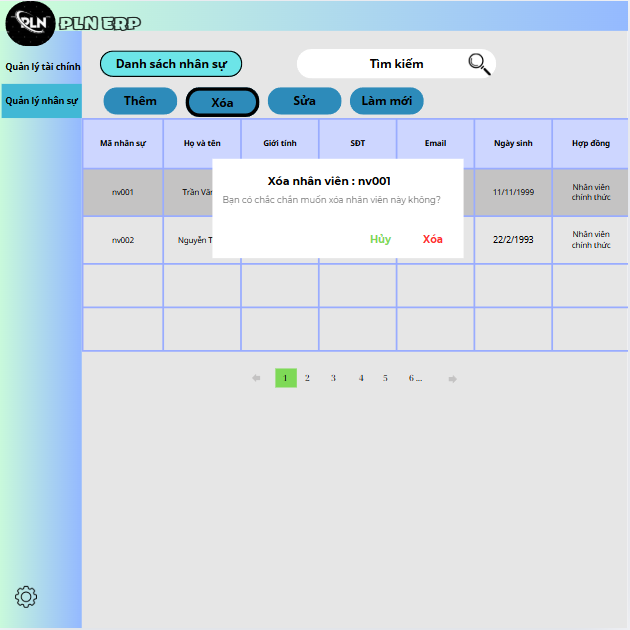 PLN
PLN ERP
Quản lý tài chính
Quản lý nhân sự
Danh sách nhân sự
Tìm kiếm
Thêm
Xóa
Sửa
Làm mới
Mã nhân sự
Họ và tên
Giới tính
SĐT
Email
Ngày sinh
Hợp đồng
nv001
Trần Văn
11/11/1999
Nhân viên
chính thức
nv002
Nguyễn T
22/2/1993
Nhân viên
chính thức
Xóa nhân viên : nv001
Bạn có chắc chắn muốn xóa nhân viên này không?
Hủy
Xóa
1 2 3 4 5 6 ...